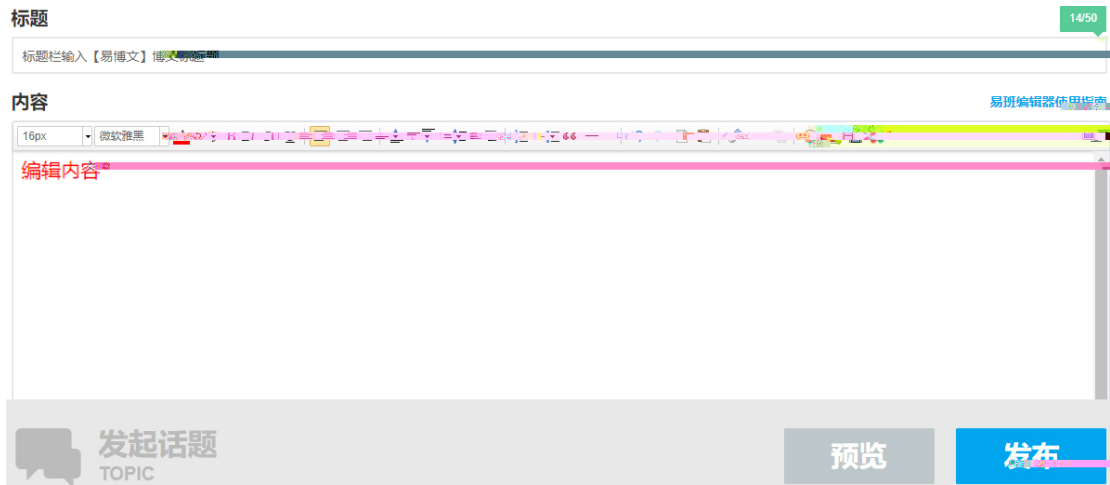 标题
14/50
标题栏输入【易博文】博文标题
内容
易班编辑器使用指南
16px
微软雅黑
编辑内容
发起话题
TOPIC
预览
发布